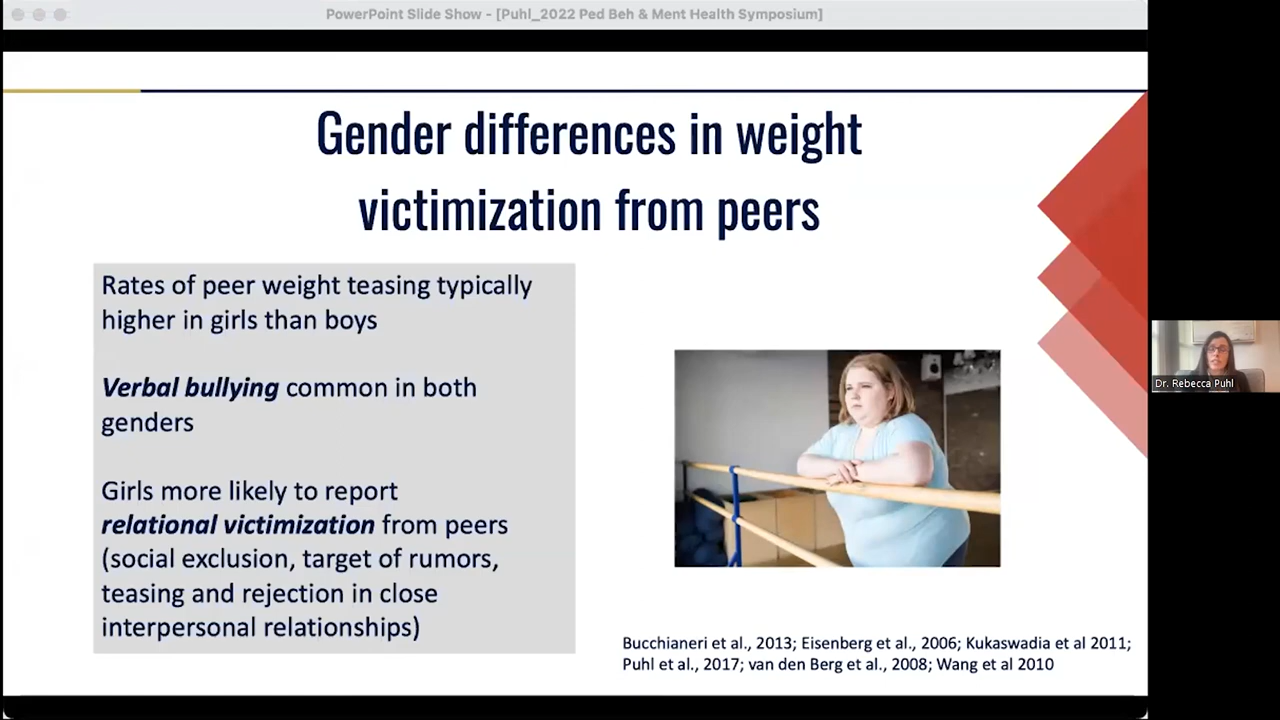 PowerPoint Slide Show - [Puhl_2022 Ped Beh & Ment Health Symposium]
Gender differences in weight
victimization from peers
Rates of peer weight teasing typically
higher in girls than boys
Verbal bullying common in both
genders
Girls more likely to report
relational victimization from peers
(social exclusion, target of rumors,
teasing and rejection in close
interpersonal relationships)
Bucchianeri et al., 2013; Eisenberg et al., 2006; Kukaswadia et al 2011;
Puhl et al., 2017; van den Berg et al., 2008; Wang et al 2010
Dr. Rebecca Puhl